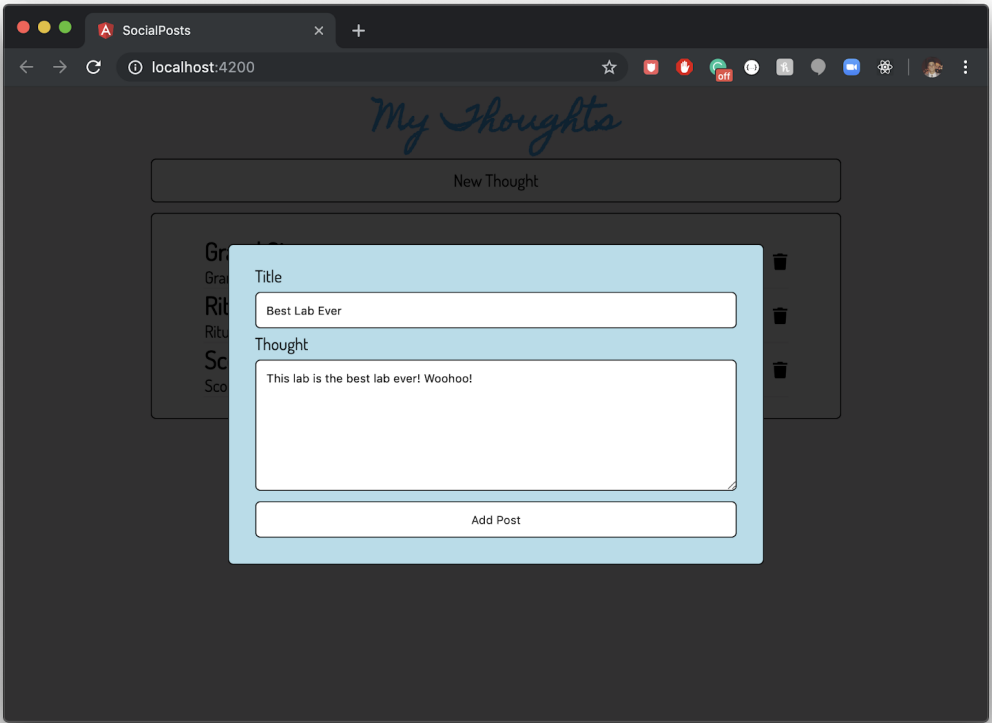 SocialPosts
localhost:4200
off
My Thoughts
New Thought
Title
Best Lab Ever
Thought
This lab is the best lab ever! Woohoo!
Add Post